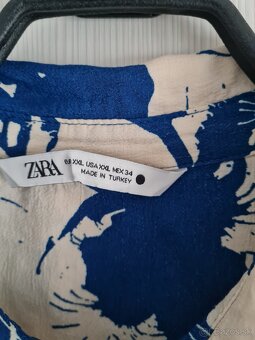 ZARA
EUR XXL USA XXL MEX 34
MADE IN TURKEY